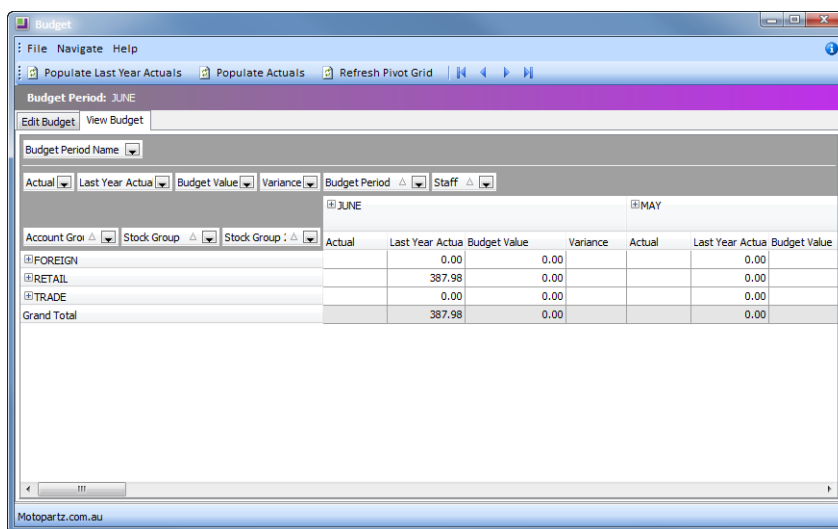 Budget
File Navigate Help
Populate Last Year Actuals Populate Actuals Refresh Pivot Grid
Budget Period: JUNE
Edit Budget View Budget
Budget Period Name
Actual Last Year Actua Budget Value Variance Budget Period Staff
JUNE MAY
Account Grou Stock Group Stock Group 2
Actual Last Year Actua Budget Value Variance Actual Last Year Actua Budget Value
FOREIGN 0.00 0.00 0.00
RETAIL 387.98 0.00 0.00
TRADE 0.00 0.00 0.00
Grand Total 387.98 0.00 0.00
Motopartz.com.au